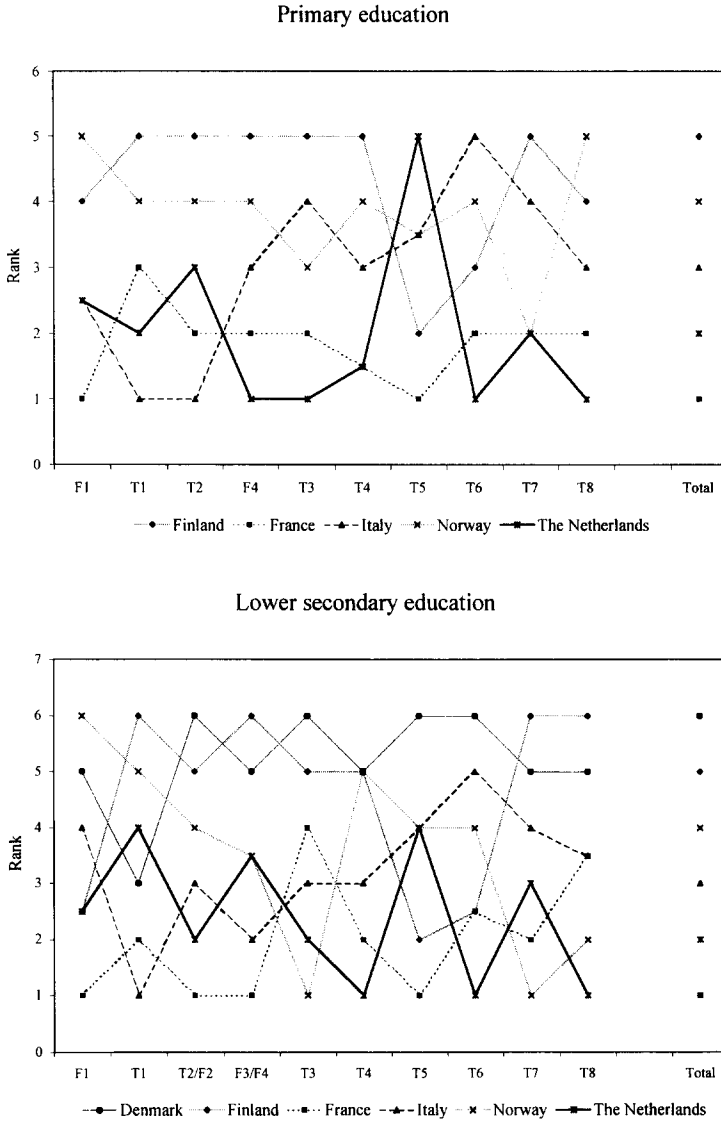 Primary education
6
5
4
3
2
1
0
Rank
F1 T1 T2 F4 T3 T4 T5 T6 T7 T8 Total
Finland France Italy Norway The Netherlands
Lower secondary education
7
6
5
4
3
2
1
0
Rank
F1 T1 T2/F2 F3/F4 T3 T4 T5 T6 T7 T8 Total
Denmark Finland France Italy Norway The Netherlands